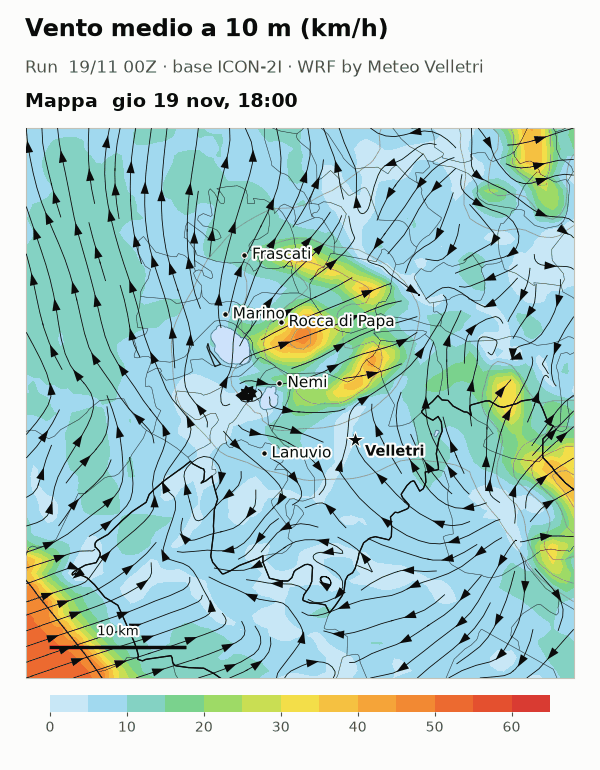 Vento medio a 10 m (km/h)
Run  19/11 00Z · base ICON-2I · WRF by Meteo Velletri
Mappa  gio 19 nov, 18:00
Frascati
Marino
Rocca di Papa
Nemi
Velletri
Lanuvio
10 km
0 10 20 30 40 50 60